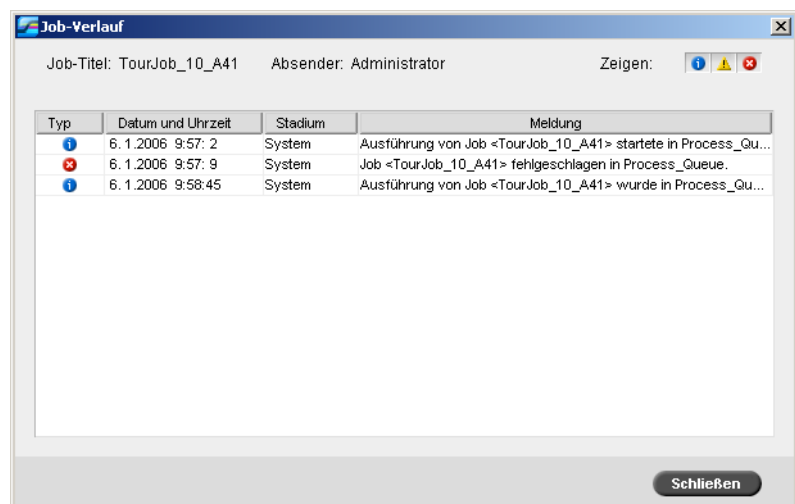 Job-Verlauf
Job-Titel: TourJob_10_A41 Absender: Administrator Zeigen:
Typ Datum und Uhrzeit Stadium Meldung
6. 1.2006 9:57: 2 System Ausführung von Job <TourJob_10_A41> startete in Process_Qu...
6. 1.2006 9:57: 9 System Job <TourJob_10_A41> fehlgeschlagen in Process_Queue.
6. 1.2006 9:58:45 System Ausführung von Job <TourJob_10_A41> wurde in Process_Qu...
Schließen